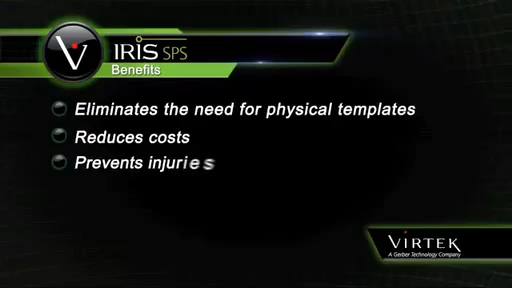 V
IRIS SPS
Benefits
Eliminates the need for physical templates
Reduces costs
Prevents injuries
VIRTEK
A Gerber Technology Company